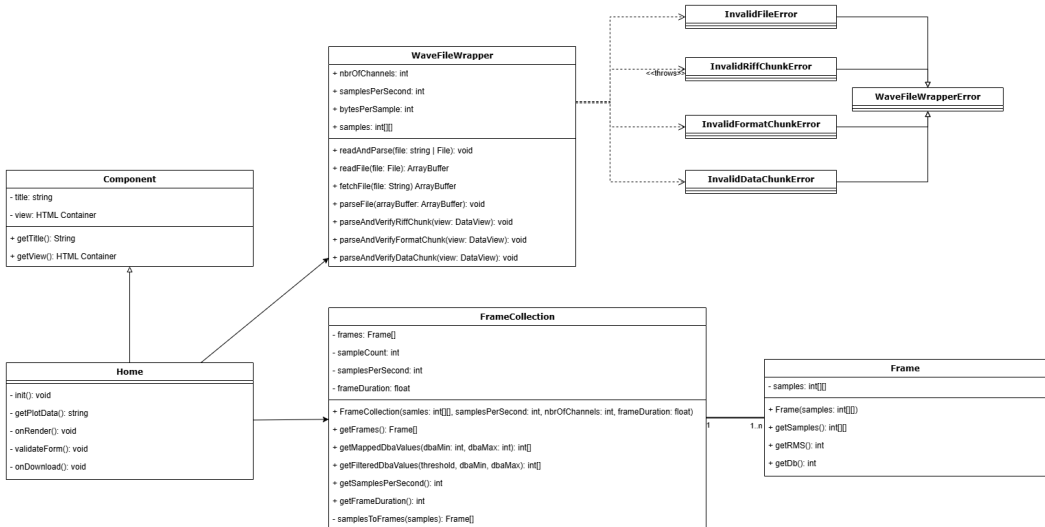 InvalidFileError
InvalidRiffChunkError
<<throws>>
WaveFileWrapperError
InvalidFormatChunkError
InvalidDataChunkError
WaveFileWrapper
+ nbrOfChannels: int
+ samplesPerSecond: int
+ bytesPerSample: int
+ samples: int[][]
+ readAndParse(file: string | File): void
+ readFile(file: File): ArrayBuffer
+ fetchFile(file: String) ArrayBuffer
+ parseFile(arrayBuffer: ArrayBuffer): void
+ parseAndVerifyRiffChunk(view: DataView): void
+ parseAndVerifyFormatChunk(view: DataView): void
+ parseAndVerifyDataChunk(view: DataView): void
Component
- title: string
- view: HTML Container
+ getTitle(): String
+ getView(): HTML Container
Home
- init(): void
- getPlotData(): string
- onRender(): void
- validateForm(): void
- onDownload(): void
FrameCollection
- frames: Frame[]
- sampleCount: int
- samplesPerSecond: int
- frameDuration: float
+ FrameCollection(samles: int[][], samplesPerSecond: int, nbrOfChannels: int, frameDuration: float)
+ getFrames(): Frame[]
+ getMappedDbaValues(dbaMin: int, dbaMax: int): int[]
+ getFilteredDbaValues(threshold, dbaMin, dbaMax): int[]
+ getSamplesPerSecond(): int
+ getFrameDuration(): int
- samplesToFrames(samples): Frame[]
1
1..n
Frame
- samples: int[][]
+ Frame(samples: int[][])
+ getSamples(): int[][]
+ getRMS(): int
+ getDb(): int